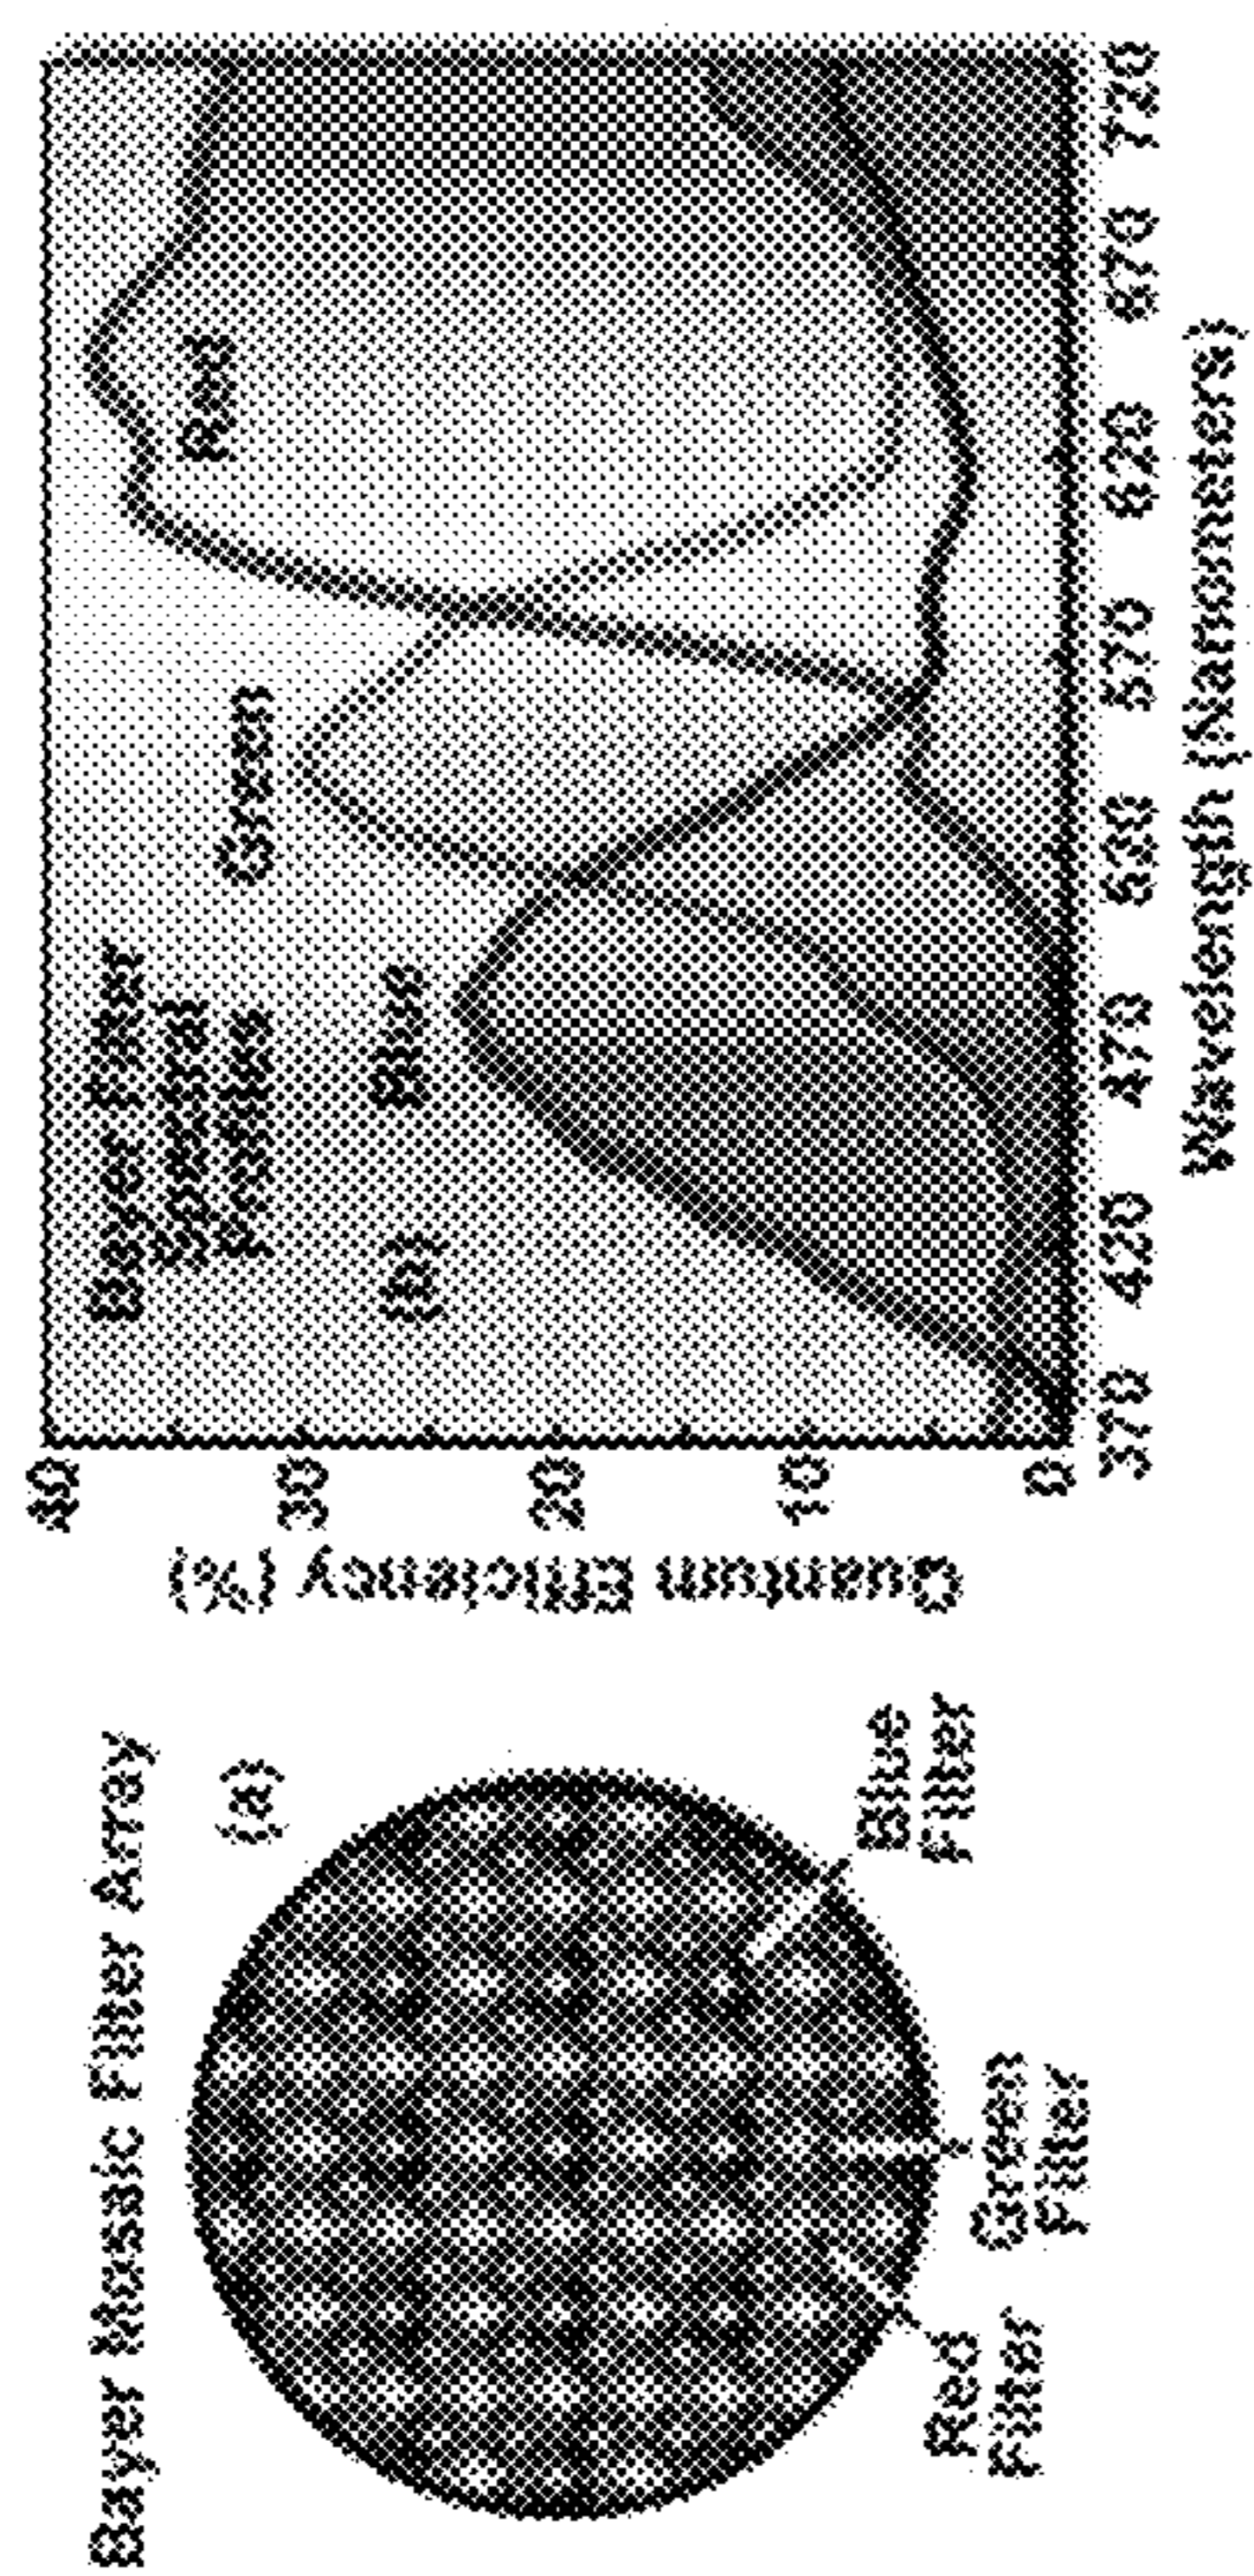 Bayer Mosaic Filter Array
(a)
Red
Filter
Green
Filter
Blue
Filter
Bayer Filter
Spectral
Profiles
(b)
Blue
Green
Red
Quantum Efficiency (%)
40
30
20
10
0
370 420 470 520 570 620 670 720
Wavelength (Nanometers)